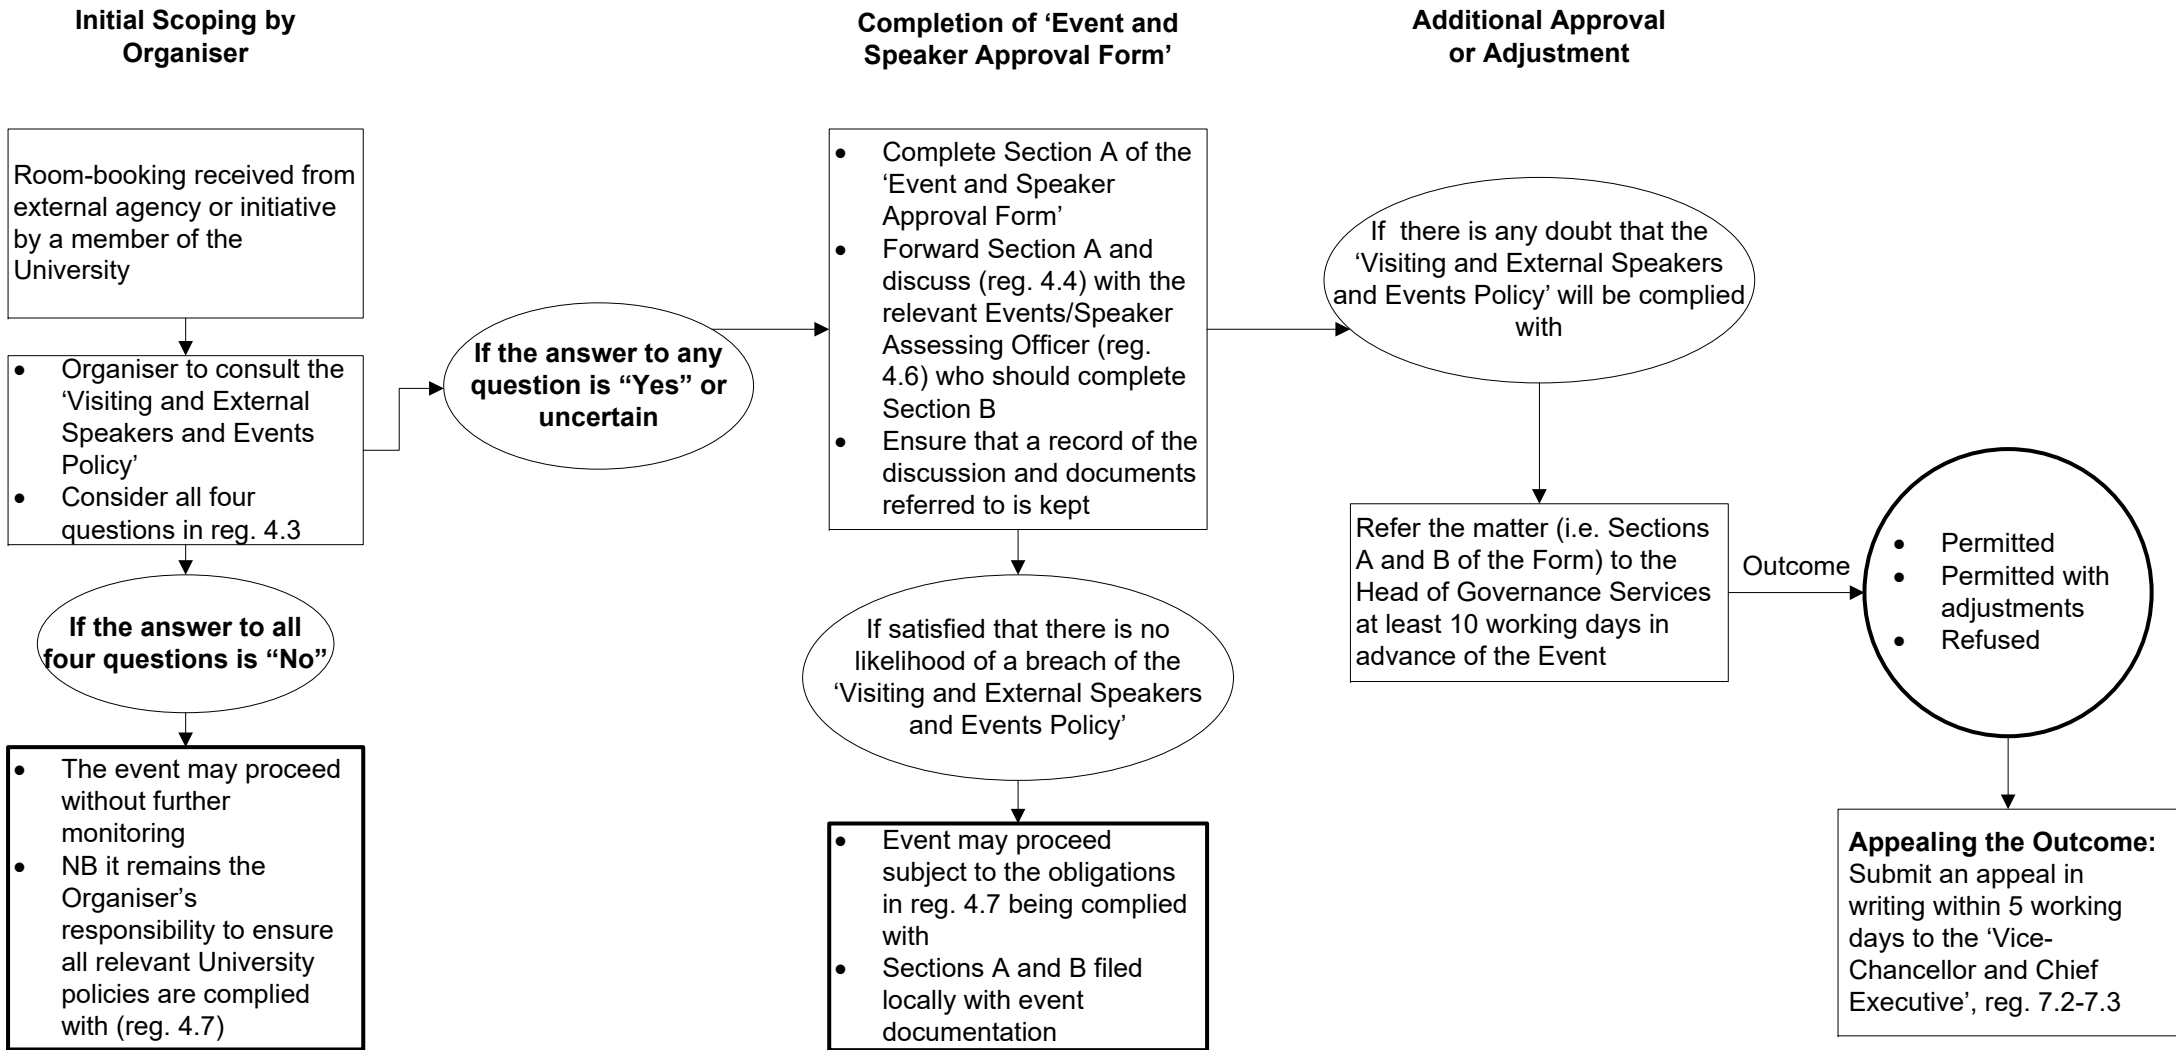 Initial Scoping by
Organiser
Completion of ‘Event and
Speaker Approval Form’
Additional Approval
or Adjustment
Room-booking received from
external agency or initiative
by a member of the
University
• Organiser to consult the
‘Visiting and External
Speakers and Events
Policy’
• Consider all four
questions in reg. 4.3
If the answer to all
four questions is “No”
• The event may proceed
without further
monitoring
• NB it remains the
Organiser’s
responsibility to ensure
all relevant University
policies are complied
with (reg. 4.7)
If the answer to any
question is “Yes” or
uncertain
• Complete Section A of the
‘Event and Speaker
Approval Form’
• Forward Section A and
discuss (reg. 4.4) with the
relevant Events/Speaker
Assessing Officer (reg.
4.6) who should complete
Section B
• Ensure that a record of the
discussion and documents
referred to is kept
If satisfied that there is no
likelihood of a breach of the
‘Visiting and External Speakers
and Events Policy’
• Event may proceed
subject to the obligations
in reg. 4.7 being complied
with
• Sections A and B filed
locally with event
documentation
If there is any doubt that the
‘Visiting and External Speakers
and Events Policy’ will be complied
with
Refer the matter (i.e. Sections
A and B of the Form) to the
Head of Governance Services
at least 10 working days in
advance of the Event
Outcome
• Permitted
• Permitted with
adjustments
• Refused
Appealing the Outcome:
Submit an appeal in
writing within 5 working
days to the ‘Vice-
Chancellor and Chief
Executive’, reg. 7.2-7.3